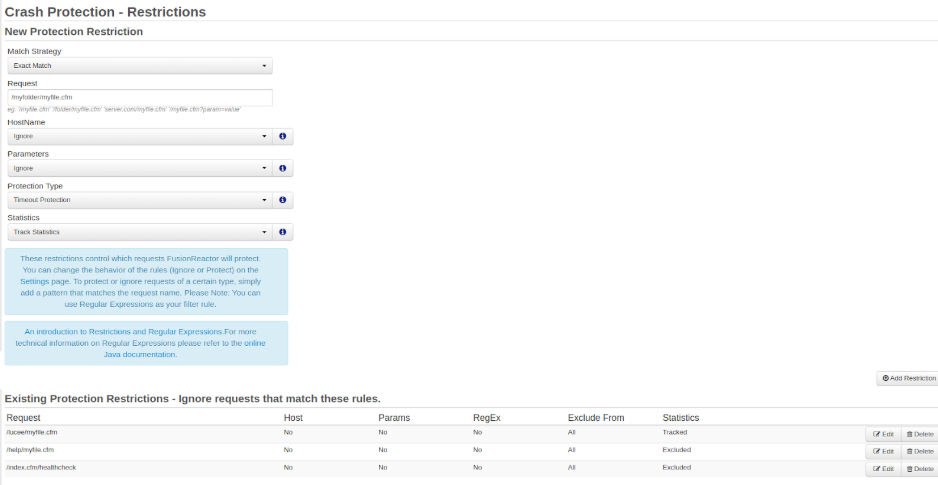 Crash Protection - Restrictions
New Protection Restriction
Match Strategy
Exact Match
Request
/myfolder/myfile.cfm
eg. '/myfile.cfm' '/folder/myfile.cfm' 'server.com/myfile.cfm' '/myfile.cfm?param=value'
HostName
Ignore
Parameters
Ignore
Protection Type
Timeout Protection
Statistics
Track Statistics
These restrictions control which requests FusionReactor will protect.
You can change the behavior of the rules (Ignore or Protect) on the
Settings page. To protect or ignore requests of a certain type, simply
add a pattern that matches the request name. Please Note: You can
use Regular Expressions as your filter rule.
An introduction to Restrictions and Regular Expressions.For more
technical information on Regular Expressions please refer to the online
Java documentation.
Add Restriction
Existing Protection Restrictions - Ignore requests that match these rules.
Request Host Params RegEx Exclude From Statistics
/lucee/myfile.cfm No No No All Tracked Edit Delete
/help/myfile.cfm No No No All Excluded Edit Delete
/index.cfm/healthcheck No No No All Excluded Edit Delete